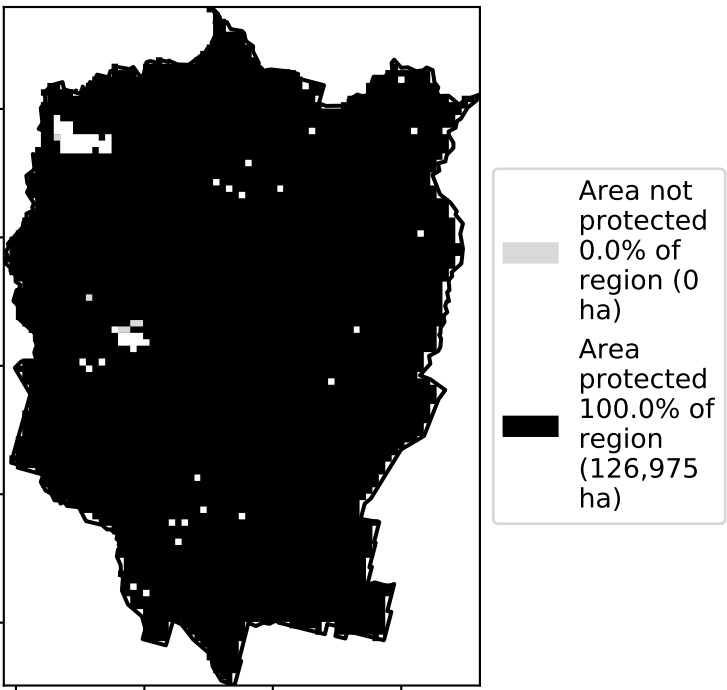 Area not
protected
0.0% of
region (0
ha)
Area
protected
100.0% of
region
(126,975
ha)